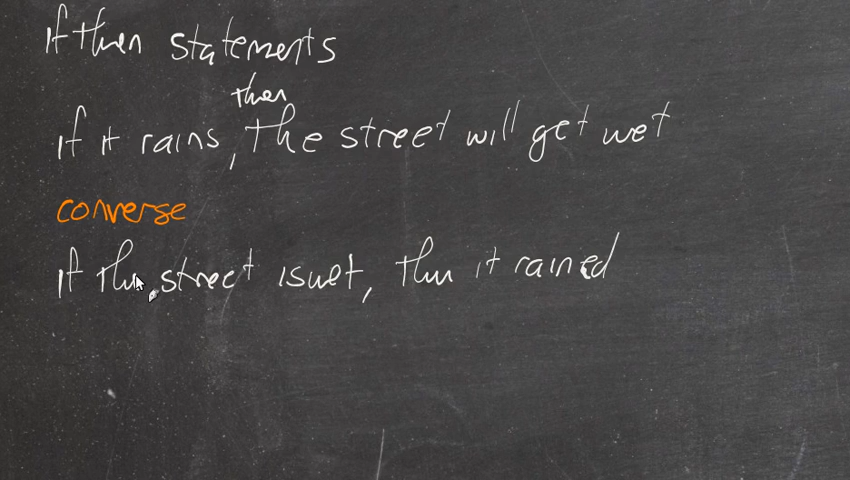 If then statements
then
If it rains, the street will get wet
converse
If the street is wet, then it rained